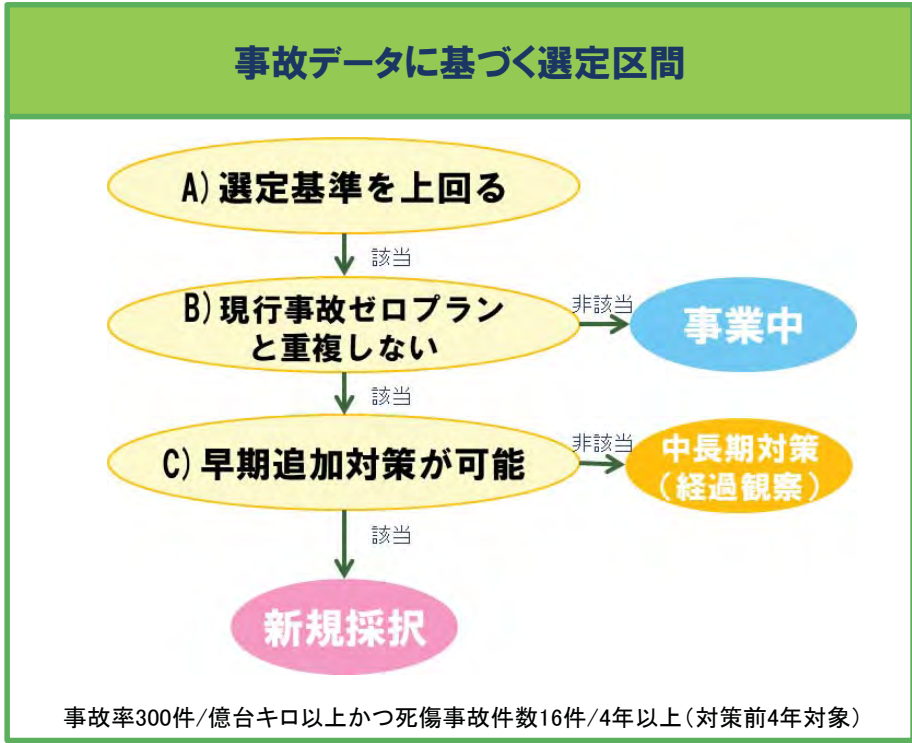 事故データに基づく選定区間
A)選定基準を上回る
該当
B)現行事故ゼロプラン
と重複しない
非該当
事業中
該当
C)早期追加対策が可能
非該当
中長期対策
(経過観察)
該当
新規採択
事故率300件/億台キロ以上かつ死傷事故件数16件/4年以上(対策前4年対象)